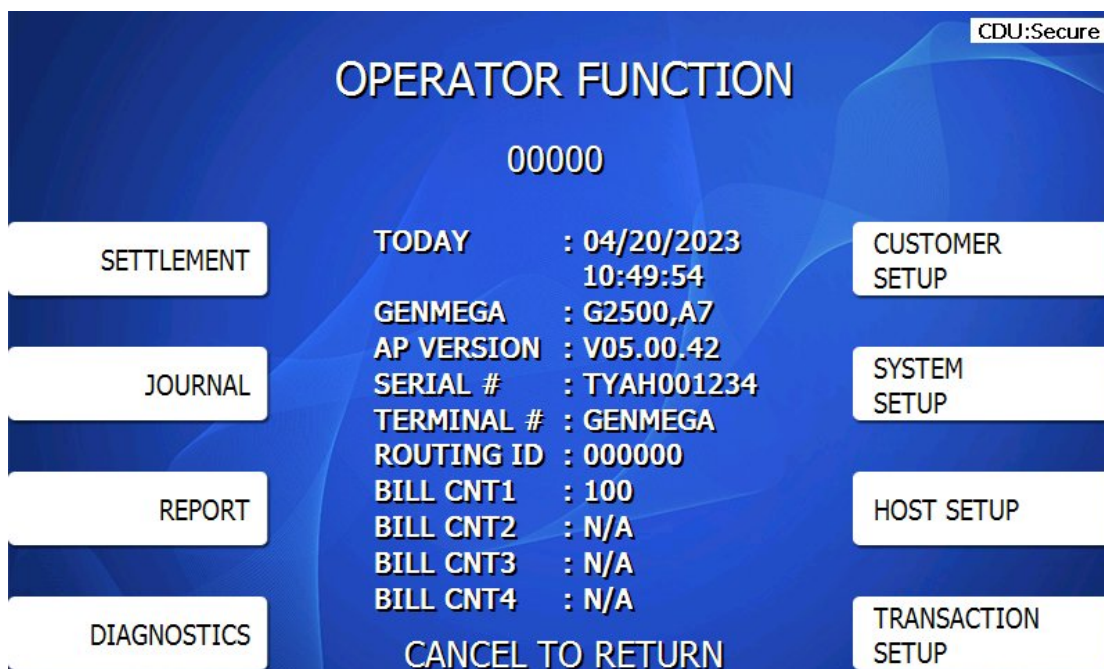 CDU:Secure
OPERATOR FUNCTION
00000
SETTLEMENT
JOURNAL
REPORT
DIAGNOSTICS
TODAY : 04/20/2023
10:49:54
GENMEGA : G2500,A7
AP VERSION : V05.00.42
SERIAL # : TYAH001234
TERMINAL # : GENMEGA
ROUTING ID : 000000
BILL CNT1 : 100
BILL CNT2 : N/A
BILL CNT3 : N/A
BILL CNT4 : N/A
CANCEL TO RETURN
CUSTOMER
SETUP
SYSTEM
SETUP
HOST SETUP
TRANSACTION
SETUP